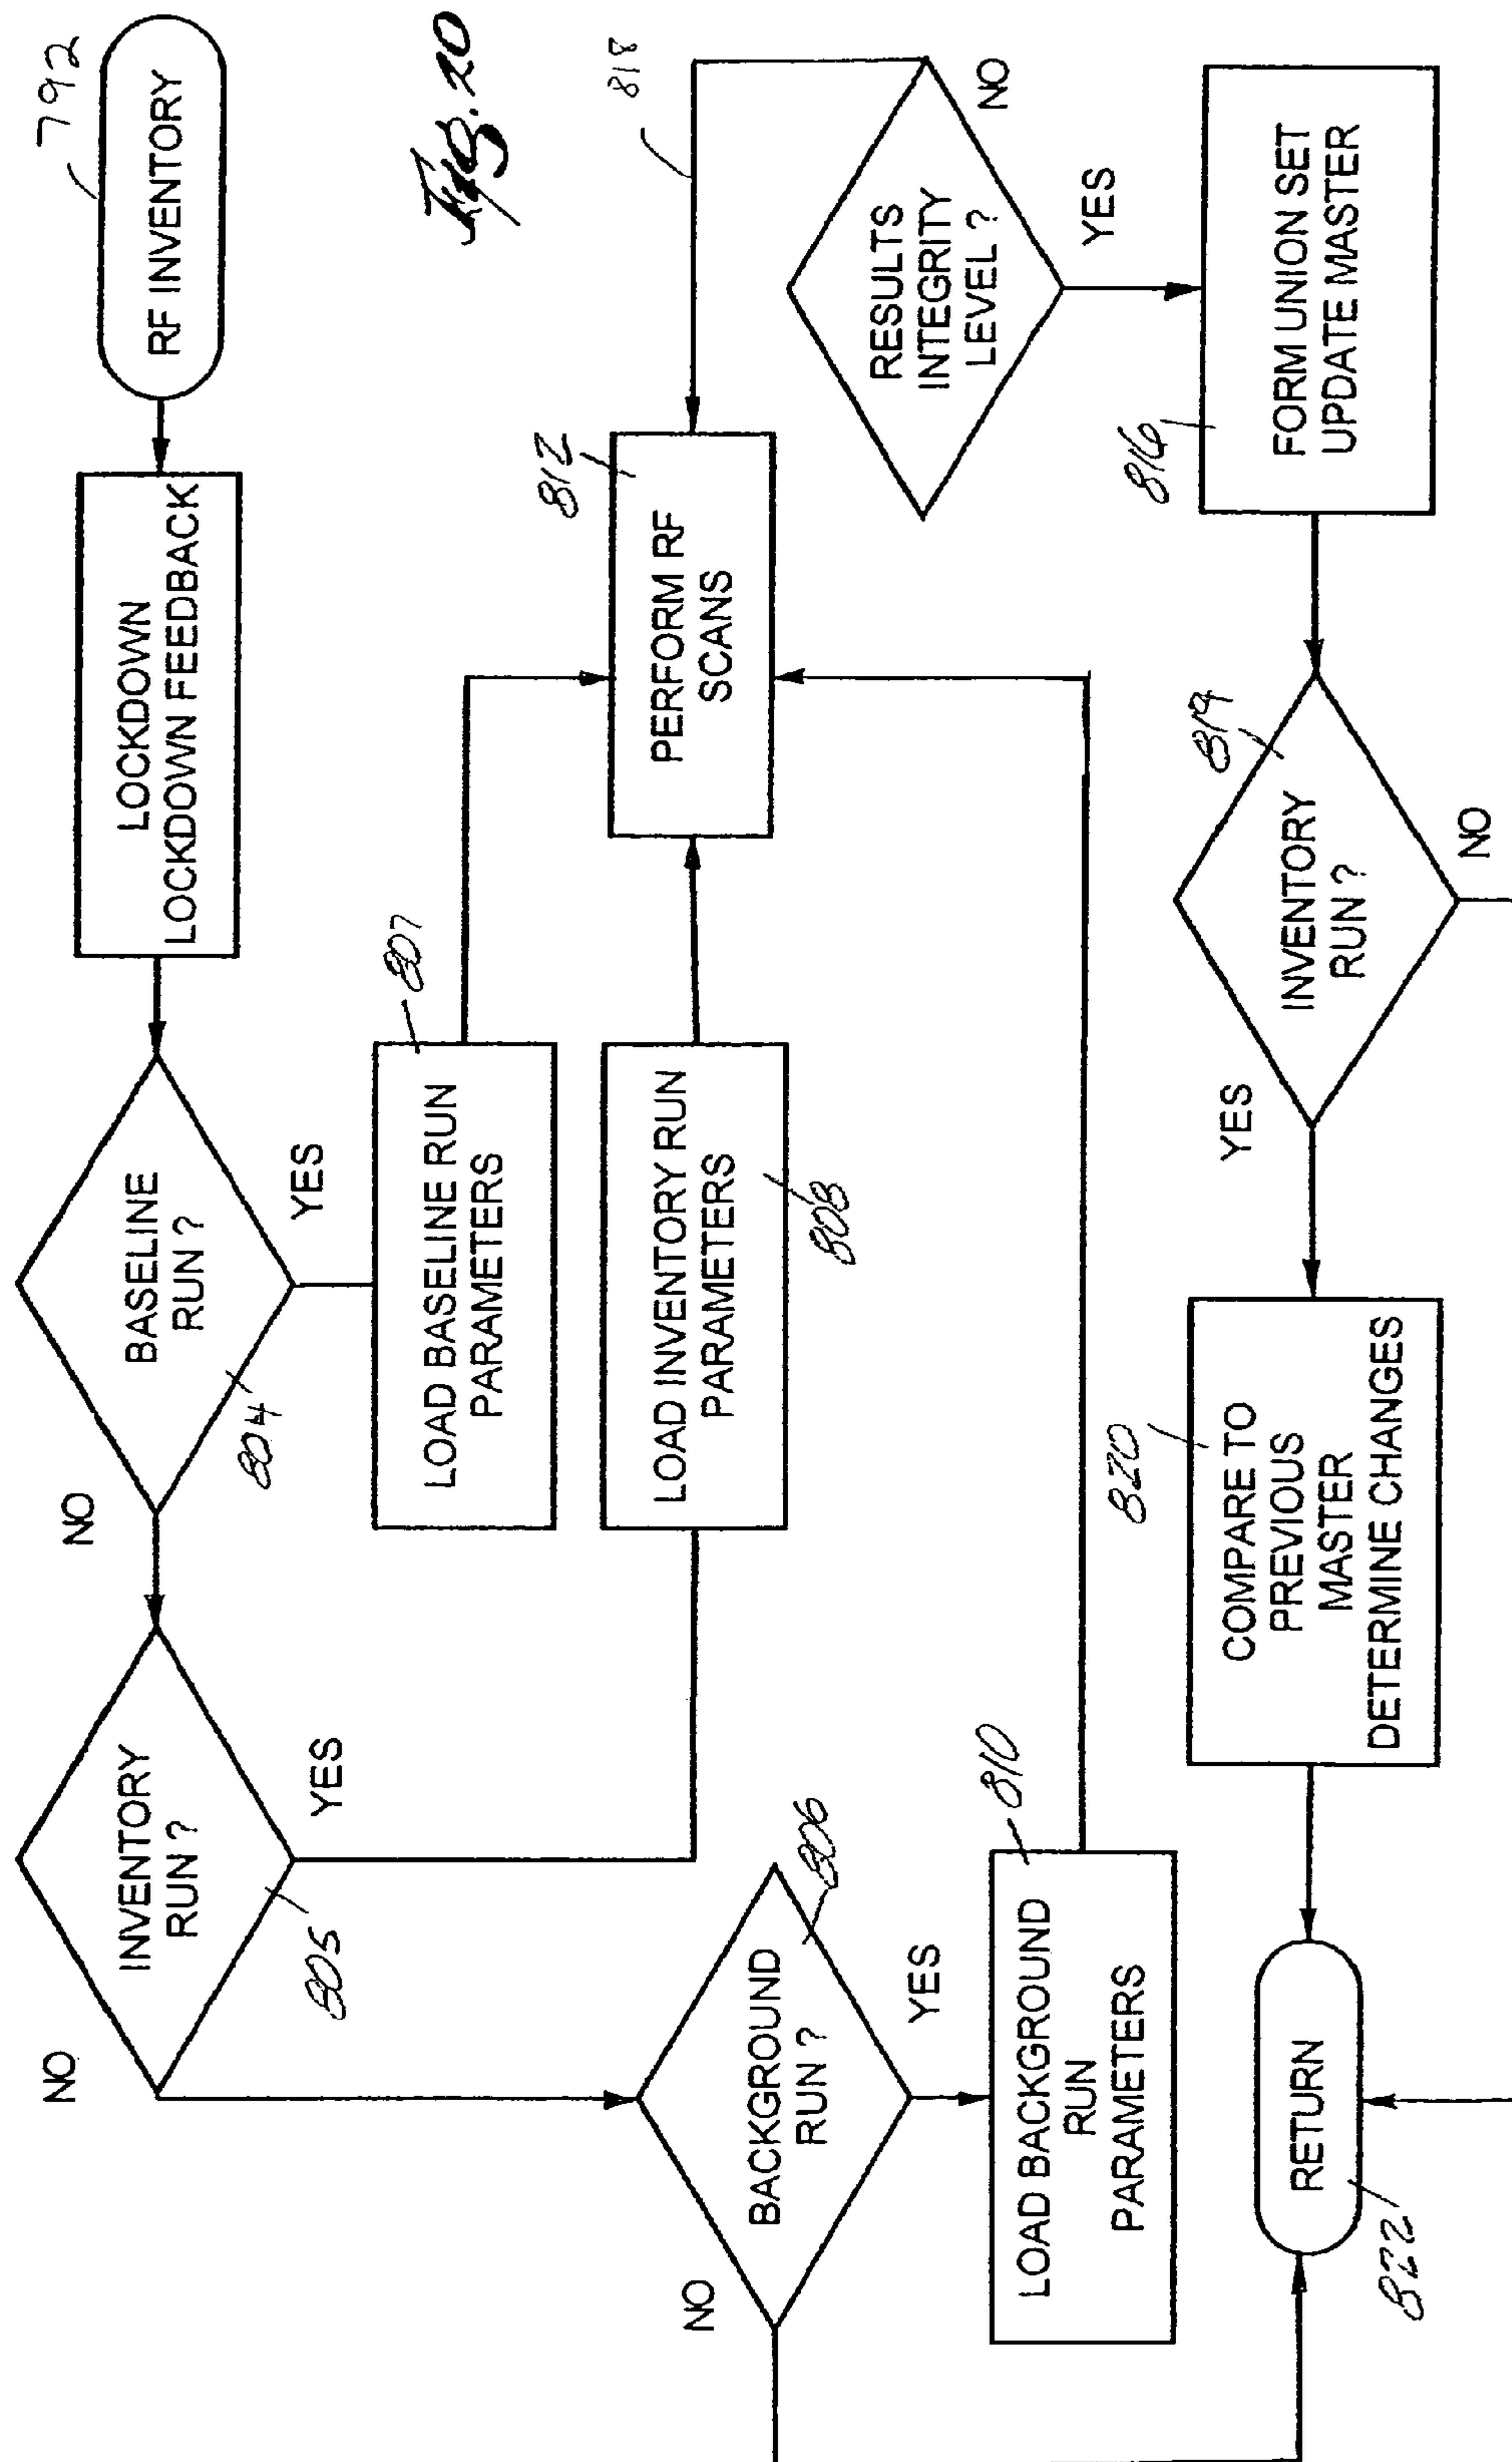 792
RF INVENTORY
Fig. 20
LOCKDOWN
LOCKDOWN FEEDBACK
BASELINE
RUN ?
804
YES
NO
LOAD BASELINE RUN
PARAMETERS
807
INVENTORY
RUN ?
805
YES
NO
LOAD INVENTORY RUN
PARAMETERS
808
BACKGROUND
RUN ?
806
YES
NO
LOAD BACKGROUND
RUN
PARAMETERS
810
PERFORM RF
SCANS
812
818
RESULTS
INTEGRITY
LEVEL ?
NO
YES
FORM UNION SET
UPDATE MASTER
816
INVENTORY
RUN ?
819
NO
YES
COMPARE TO
PREVIOUS
MASTER
DETERMINE CHANGES
820
RETURN
822